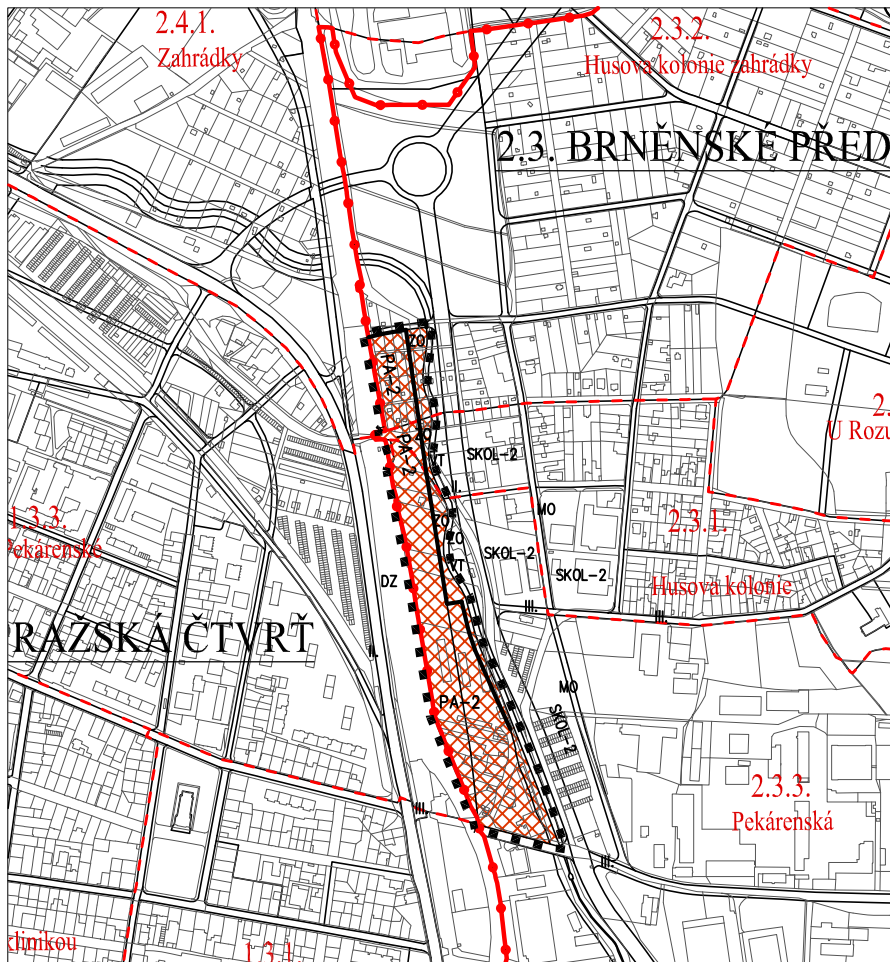 2.4.1.
Zahrádky
2.3.2.
Husova kolonie zahrádky
2.3. BRNĚNSKÉ PŘED
ZO
PA-2
ZO
PA-2
VT
SKOL-2
2.
U Rozu
II.
MO
ZO
ZO
VT
SKOL-2
SKOL-2
1.3.3.
Pekárenské
2.3.1.
Husova kolonie
DZ
III.
III.
PRAŽSKÁ ČTVRŤ
II.
MO
PA-2
SKOL-2
2.3.3.
Pekárenská
III.
III.
klinikou
1.3.1